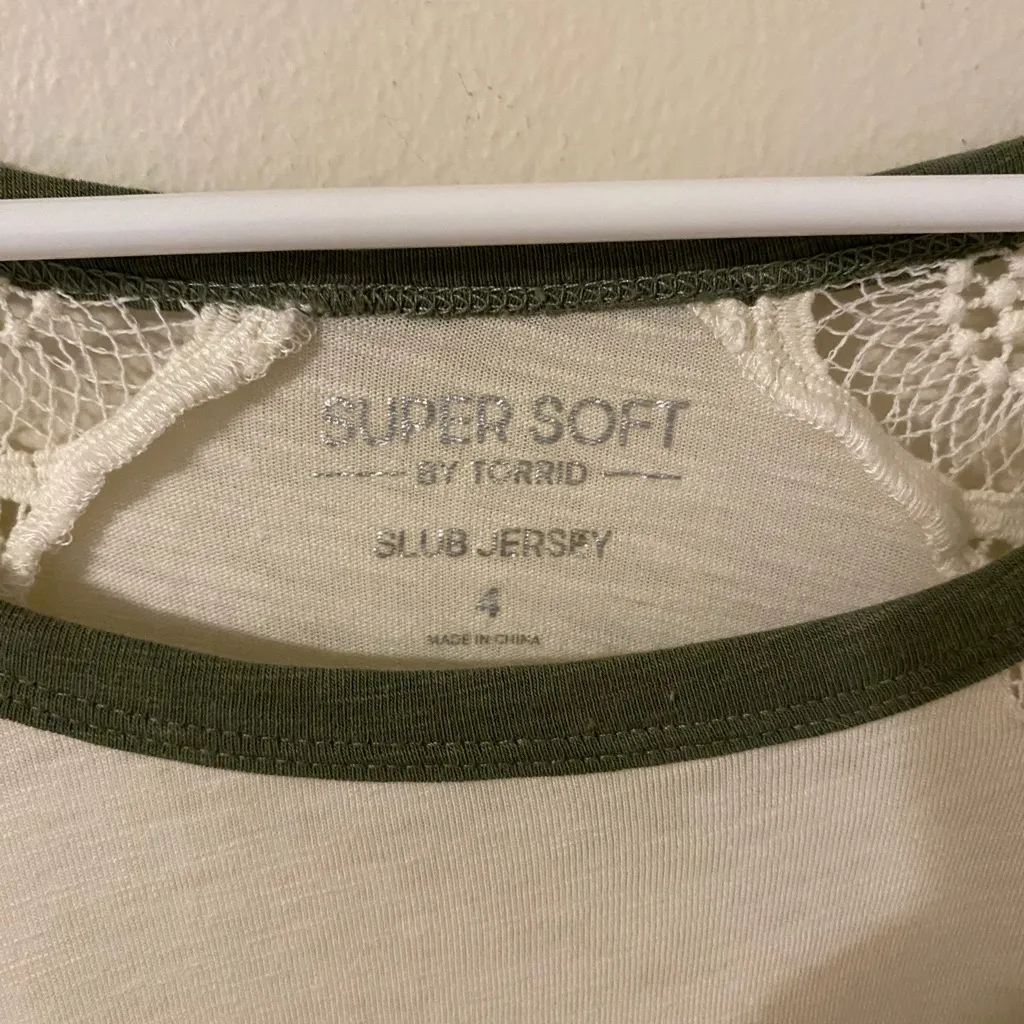 SUPER SOFT
BY TORRID
SLUB JERSEY
4
MADE IN CHINA